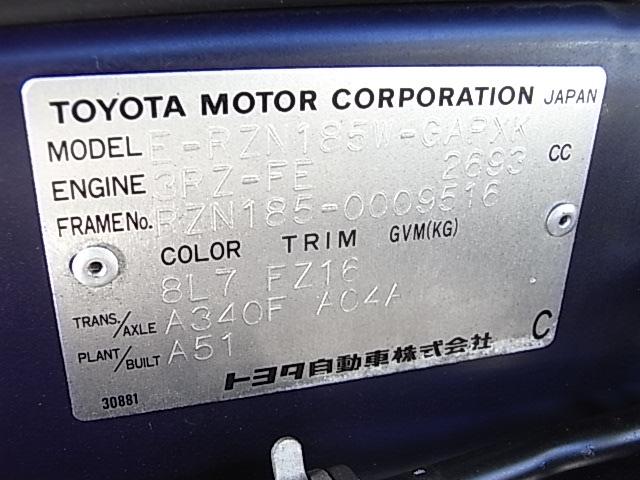 TOYOTA MOTOR CORPORATION JAPAN
MODEL E-RZN185W-GAPXK
ENGINE 3RZ-FE 2693 CC
FRAME No. RZN185-0009516
COLOR TRIM GVM(KG)
8L7 FZ16
TRANS./AXLE A340F A04A
PLANT/BUILT A51
C
トヨタ自動車株式会社
30881